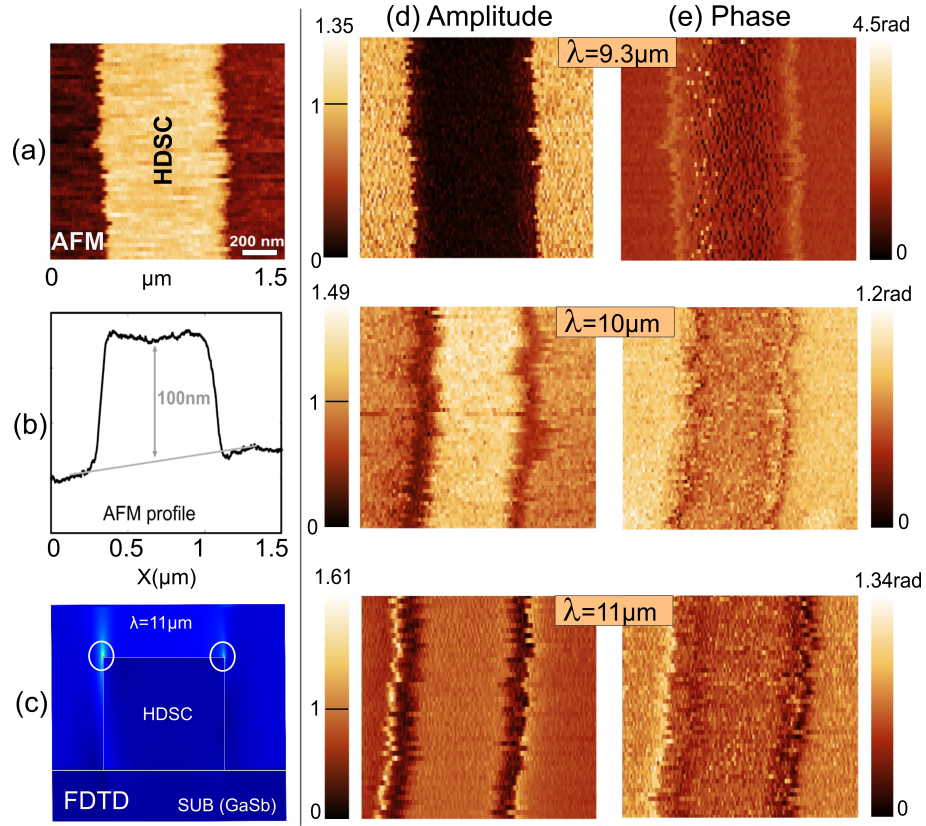 (d) Amplitude
(e) Phase
(a)
HDSC
AFM
200 nm
0
μm
1.5
1.35
1
0
λ=9.3μm
4.5rad
0
(b)
100nm
AFM profile
0
0.5
1
1.5
X(μm)
1.49
1
0
λ=10μm
1.2rad
0
(c)
λ=11μm
HDSC
FDTD
SUB (GaSb)
1.61
1
0
λ=11μm
1.34rad
0